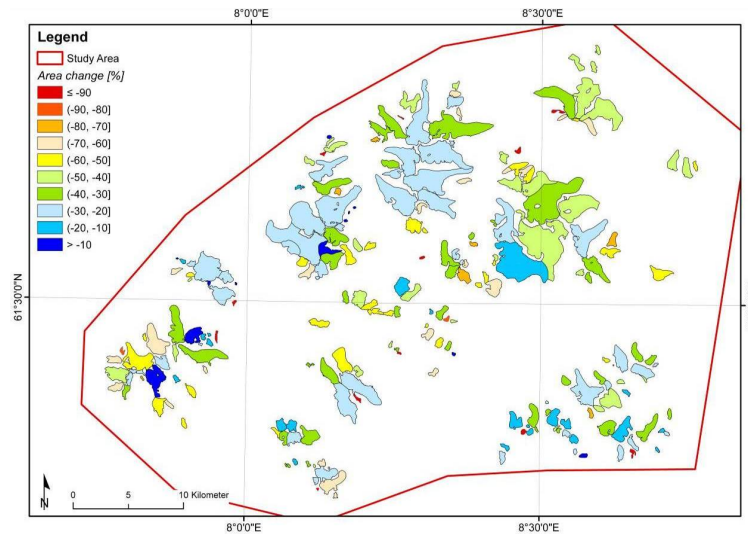 8°0'0"E 8°30'0"E
Legend
Study Area
Area change [%]
≤ -90
(-90, -80]
(-80, -70]
(-70, -60]
(-60, -50]
(-50, -40]
(-40, -30]
(-30, -20]
(-20, -10]
> -10
61°30'0"N
N
0 5 10 Kilometer
8°0'0"E 8°30'0"E